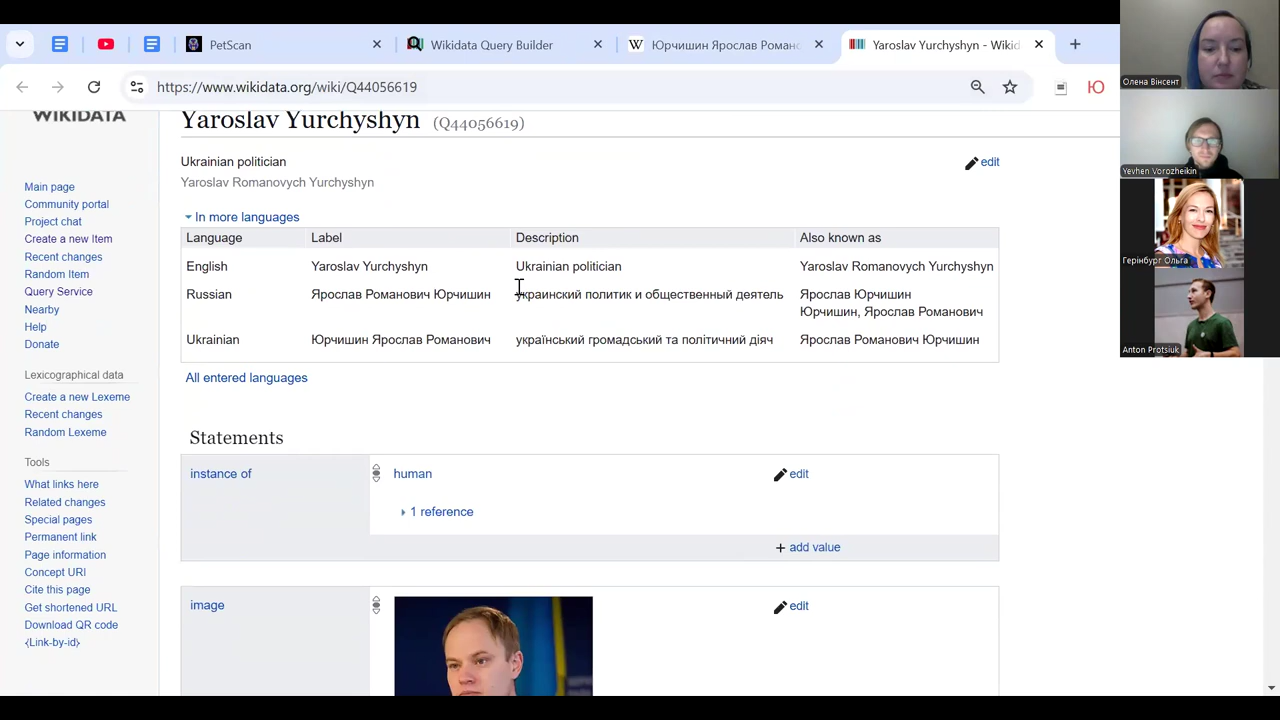 PetScan
Wikidata Query Builder
Юрчишин Ярослав Романс
Yaroslav Yurchyshyn - Wikid
https://www.wikidata.org/wiki/Q44056619
Ю
WIKIDATA
Main page
Community portal
Project chat
Create a new Item
Recent changes
Random Item
Query Service
Nearby
Help
Donate
Lexicographical data
Create a new Lexeme
Recent changes
Random Lexeme
Tools
What links here
Related changes
Special pages
Permanent link
Page information
Concept URI
Cite this page
Get shortened URL
Download QR code
{Link-by-id}
Yaroslav Yurchyshyn (Q44056619)
Ukrainian politician edit
Yaroslav Romanovych Yurchyshyn
In more languages
Language Label Description Also known as
English Yaroslav Yurchyshyn Ukrainian politician Yaroslav Romanovych Yurchyshyn
Russian Ярослав Романович Юрчишин украинский политик и общественный деятель Ярослав Юрчишин
Юрчишин, Ярослав Романович
Ukrainian Юрчишин Ярослав Романович український громадський та політичний діяч Ярослав Романович Юрчишин
All entered languages
Statements
instance of human edit
1 reference
+ add value
image edit
Олена Вінсент
Yevhen Vorozheikin
Герінбург Ольга
Anton Protsiuk